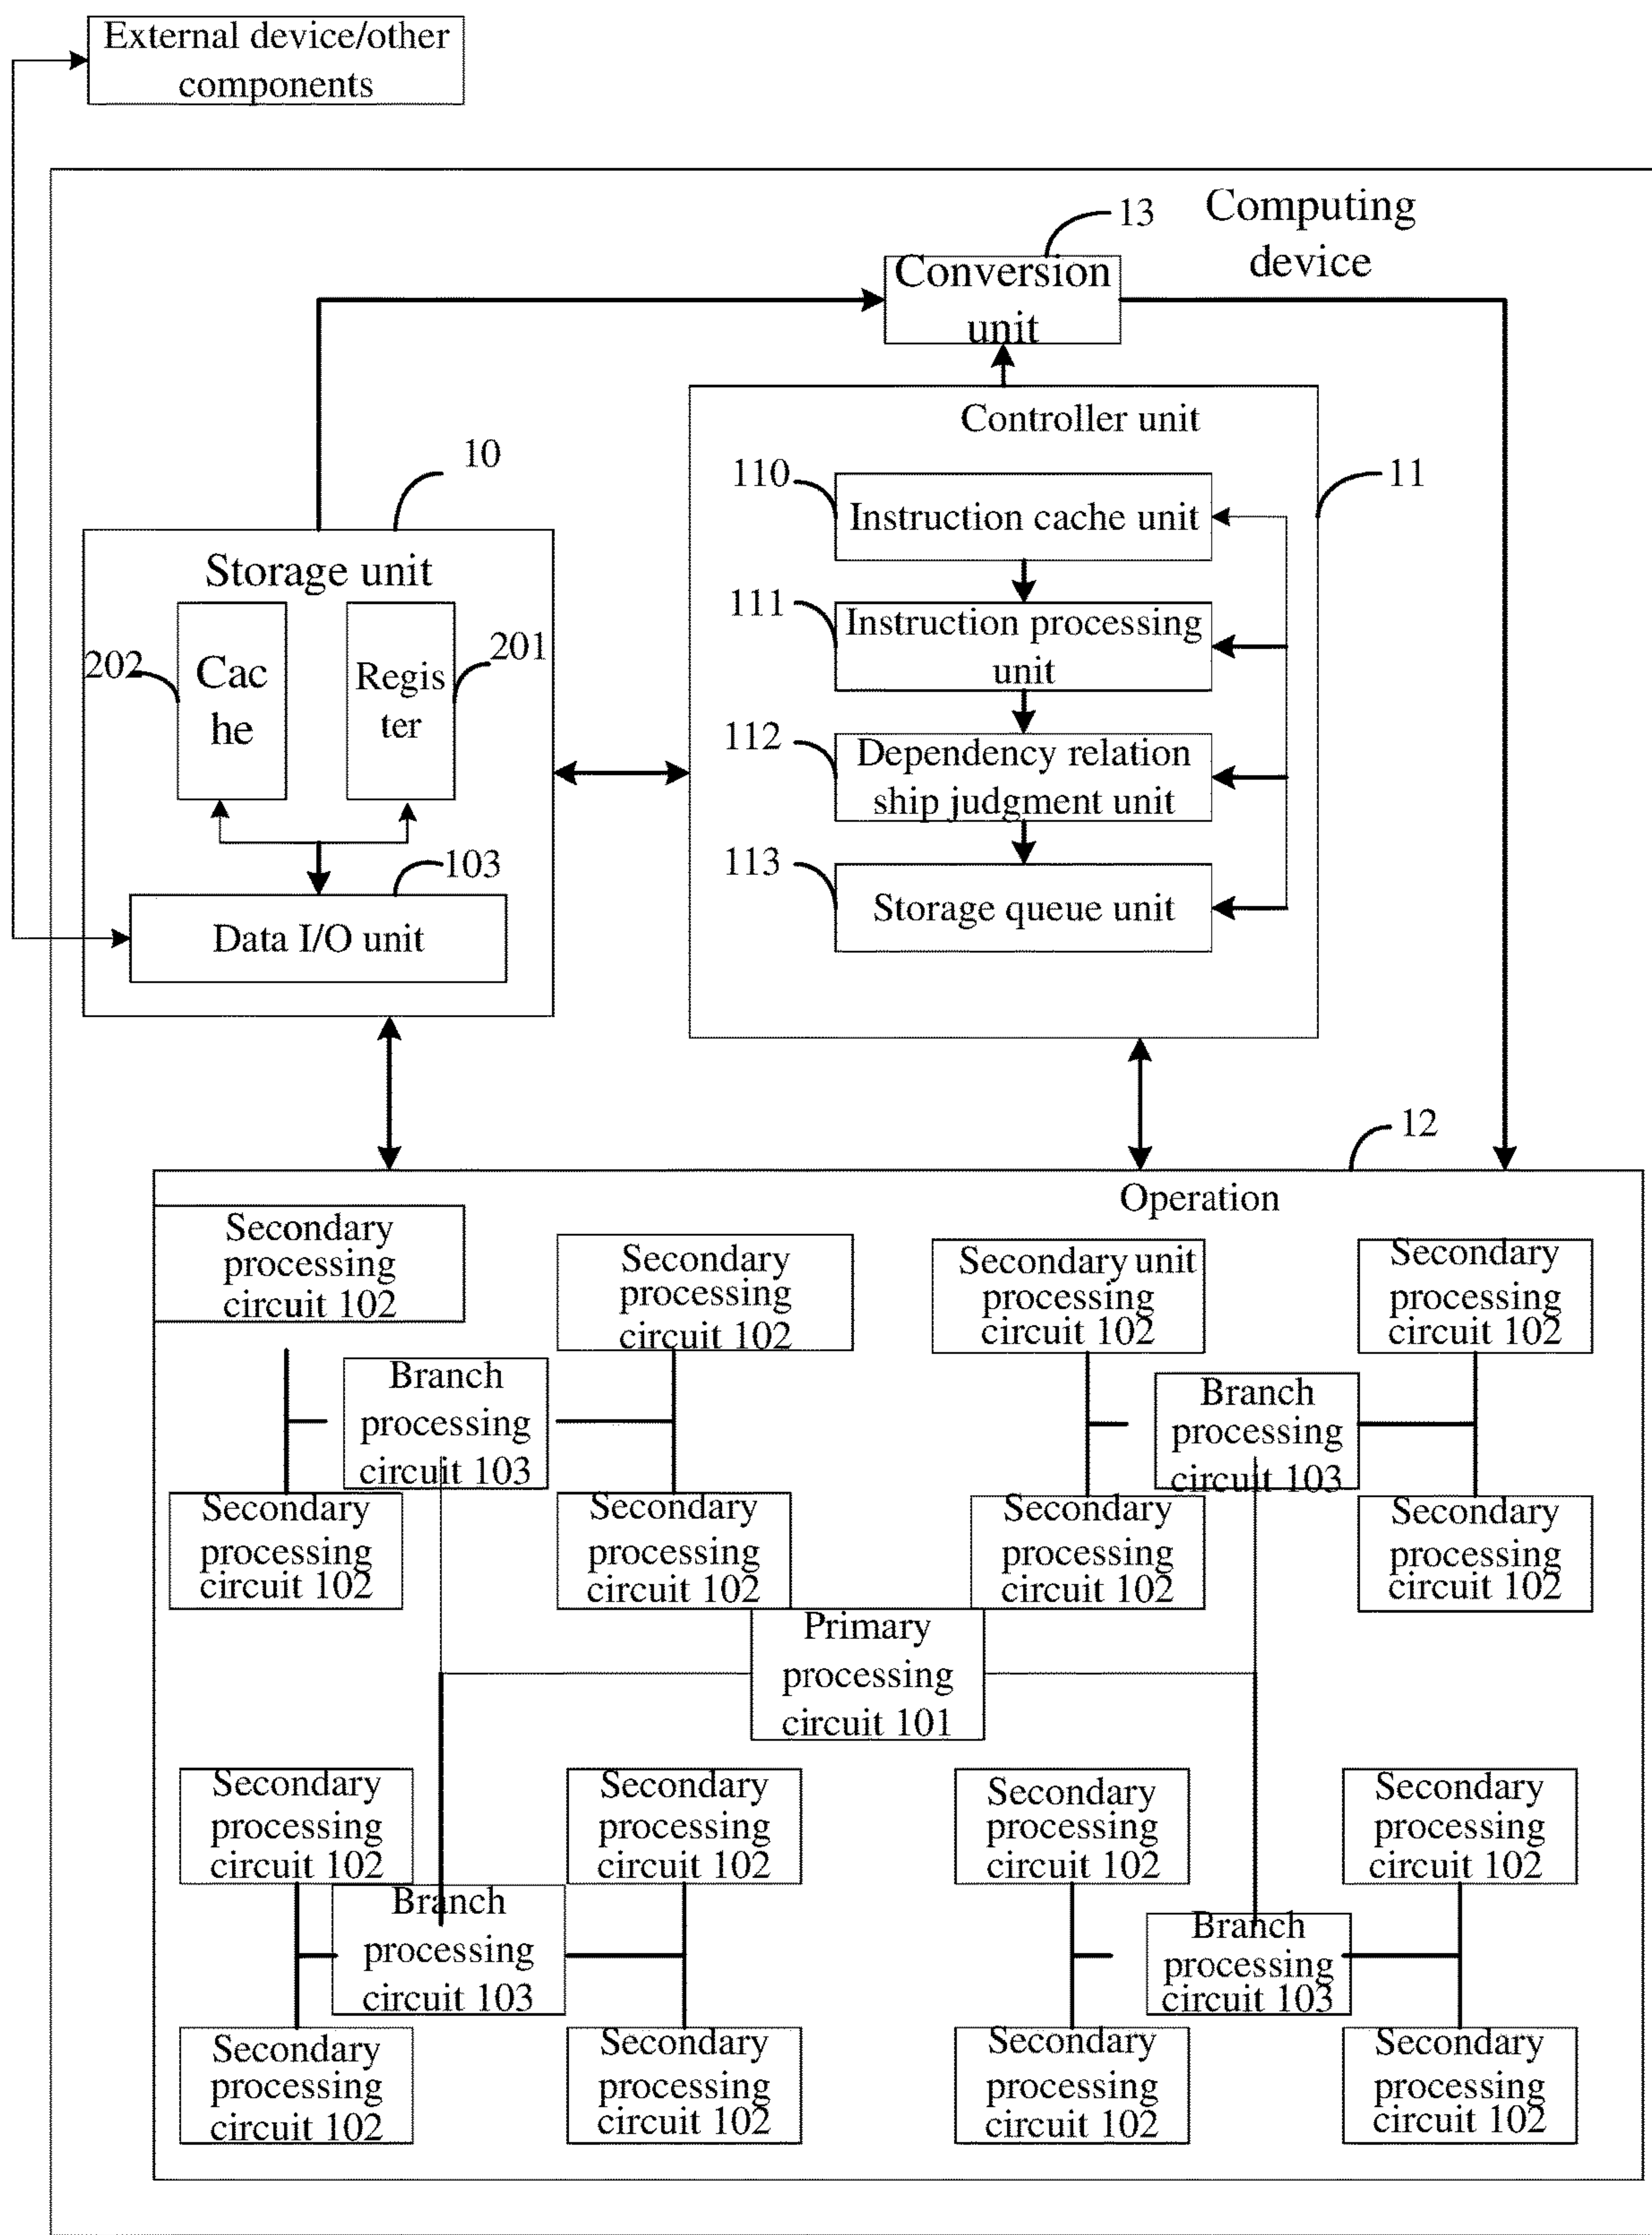 External device/other
components
13
Computing
device
Conversion
unit
Controller unit
10
110
11
Instruction cache unit
Storage unit
111
Instruction processing
unit
202
Cac
he
Regis
ter
201
112
Dependency relation
ship judgment unit
103
113
Storage queue unit
Data I/O unit
12
Operation
Secondary
processing
circuit 102
Secondary
processing
circuit 102
Secondary unit
processing
circuit 102
Secondary
processing
circuit 102
Branch
processing
circuit 103
Branch
processing
circuit 103
Secondary
processing
circuit 102
Secondary
processing
circuit 102
Secondary
processing
circuit 102
Secondary
processing
circuit 102
Primary
processing
circuit 101
Secondary
processing
circuit 102
Secondary
processing
circuit 102
Secondary
processing
circuit 102
Secondary
processing
circuit 102
Branch
processing
circuit 103
Branch
processing
circuit 103
Secondary
processing
circuit 102
Secondary
processing
circuit 102
Secondary
processing
circuit 102
Secondary
processing
circuit 102